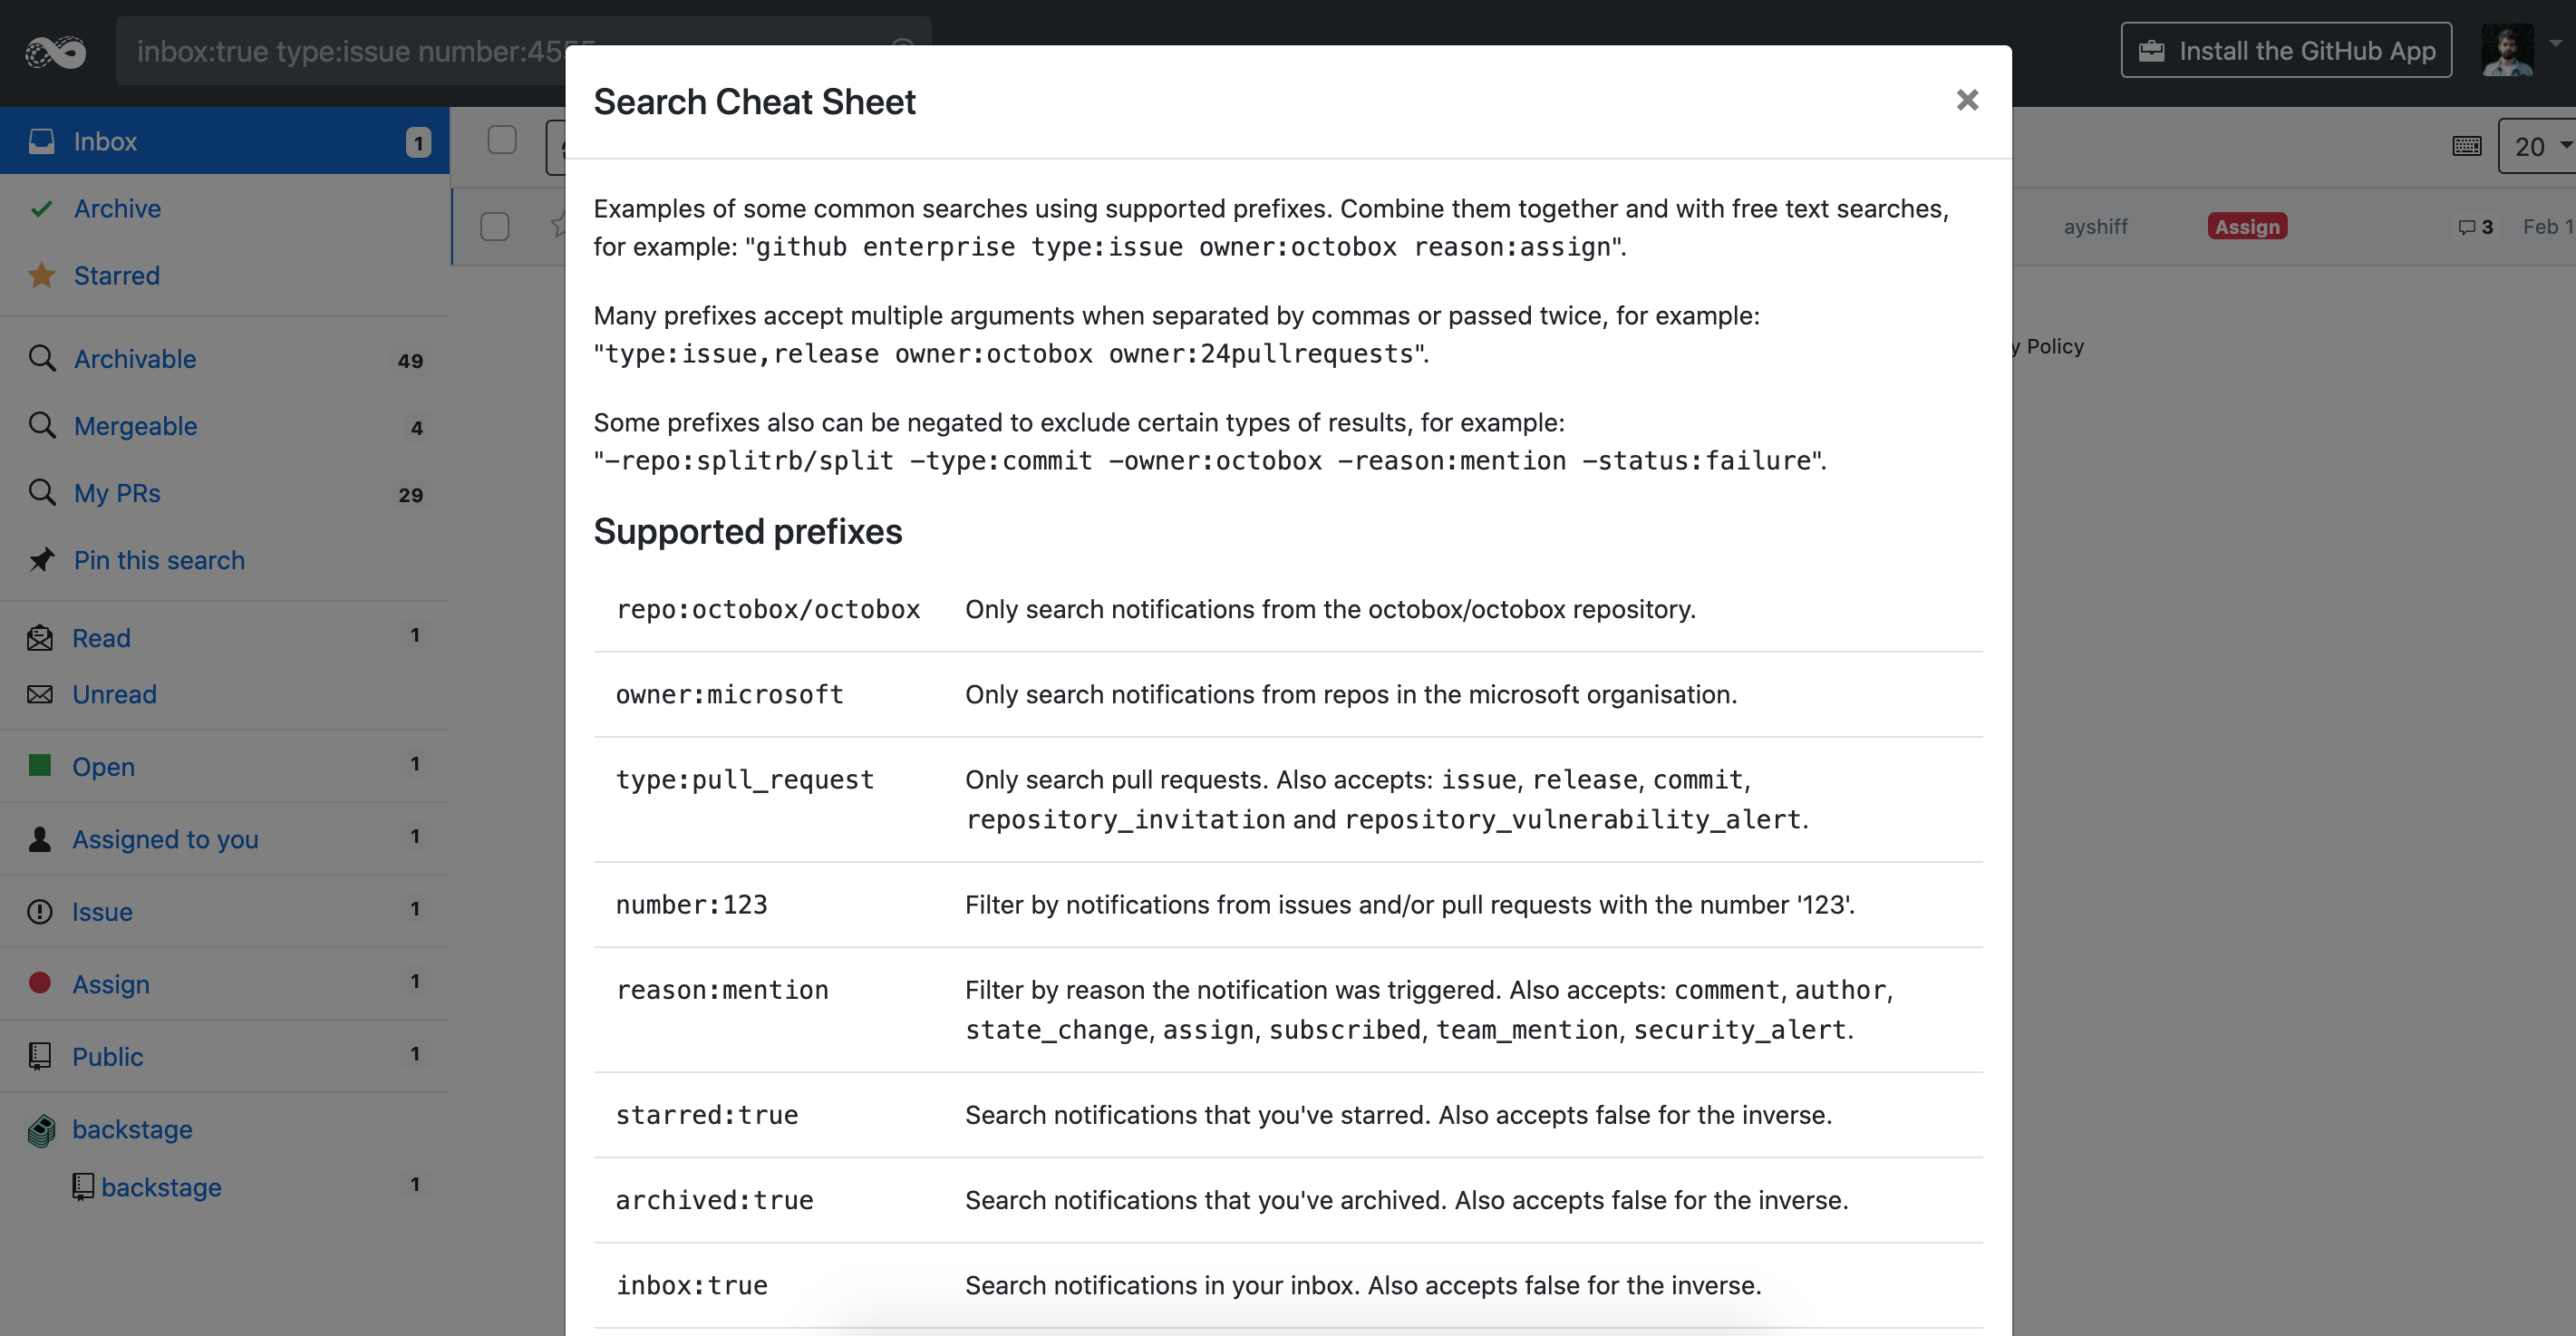 inbox:true type:issue number:4555
Install the GitHub App
Inbox 1
Archive
Starred
Archivable 49
Mergeable 4
My PRs 29
Pin this search
Read 1
Unread
Open 1
Assigned to you 1
Issue 1
Assign 1
Public 1
backstage
backstage 1
Search Cheat Sheet
×
Examples of some common searches using supported prefixes. Combine them together and with free text searches,
for example: "github enterprise type:issue owner:octobox reason:assign".
Many prefixes accept multiple arguments when separated by commas or passed twice, for example:
"type:issue,release owner:octobox owner:24pullrequests".
Some prefixes also can be negated to exclude certain types of results, for example:
"-repo:splitrb/split -type:commit -owner:octobox -reason:mention -status:failure".
Supported prefixes
repo:octobox/octobox Only search notifications from the octobox/octobox repository.
owner:microsoft Only search notifications from repos in the microsoft organisation.
type:pull_request Only search pull requests. Also accepts: issue, release, commit,
repository_invitation and repository_vulnerability_alert.
number:123 Filter by notifications from issues and/or pull requests with the number '123'.
reason:mention Filter by reason the notification was triggered. Also accepts: comment, author,
state_change, assign, subscribed, team_mention, security_alert.
starred:true Search notifications that you've starred. Also accepts false for the inverse.
archived:true Search notifications that you've archived. Also accepts false for the inverse.
inbox:true Search notifications in your inbox. Also accepts false for the inverse.
20
ayshiff Assign 3 Feb 1
y Policy